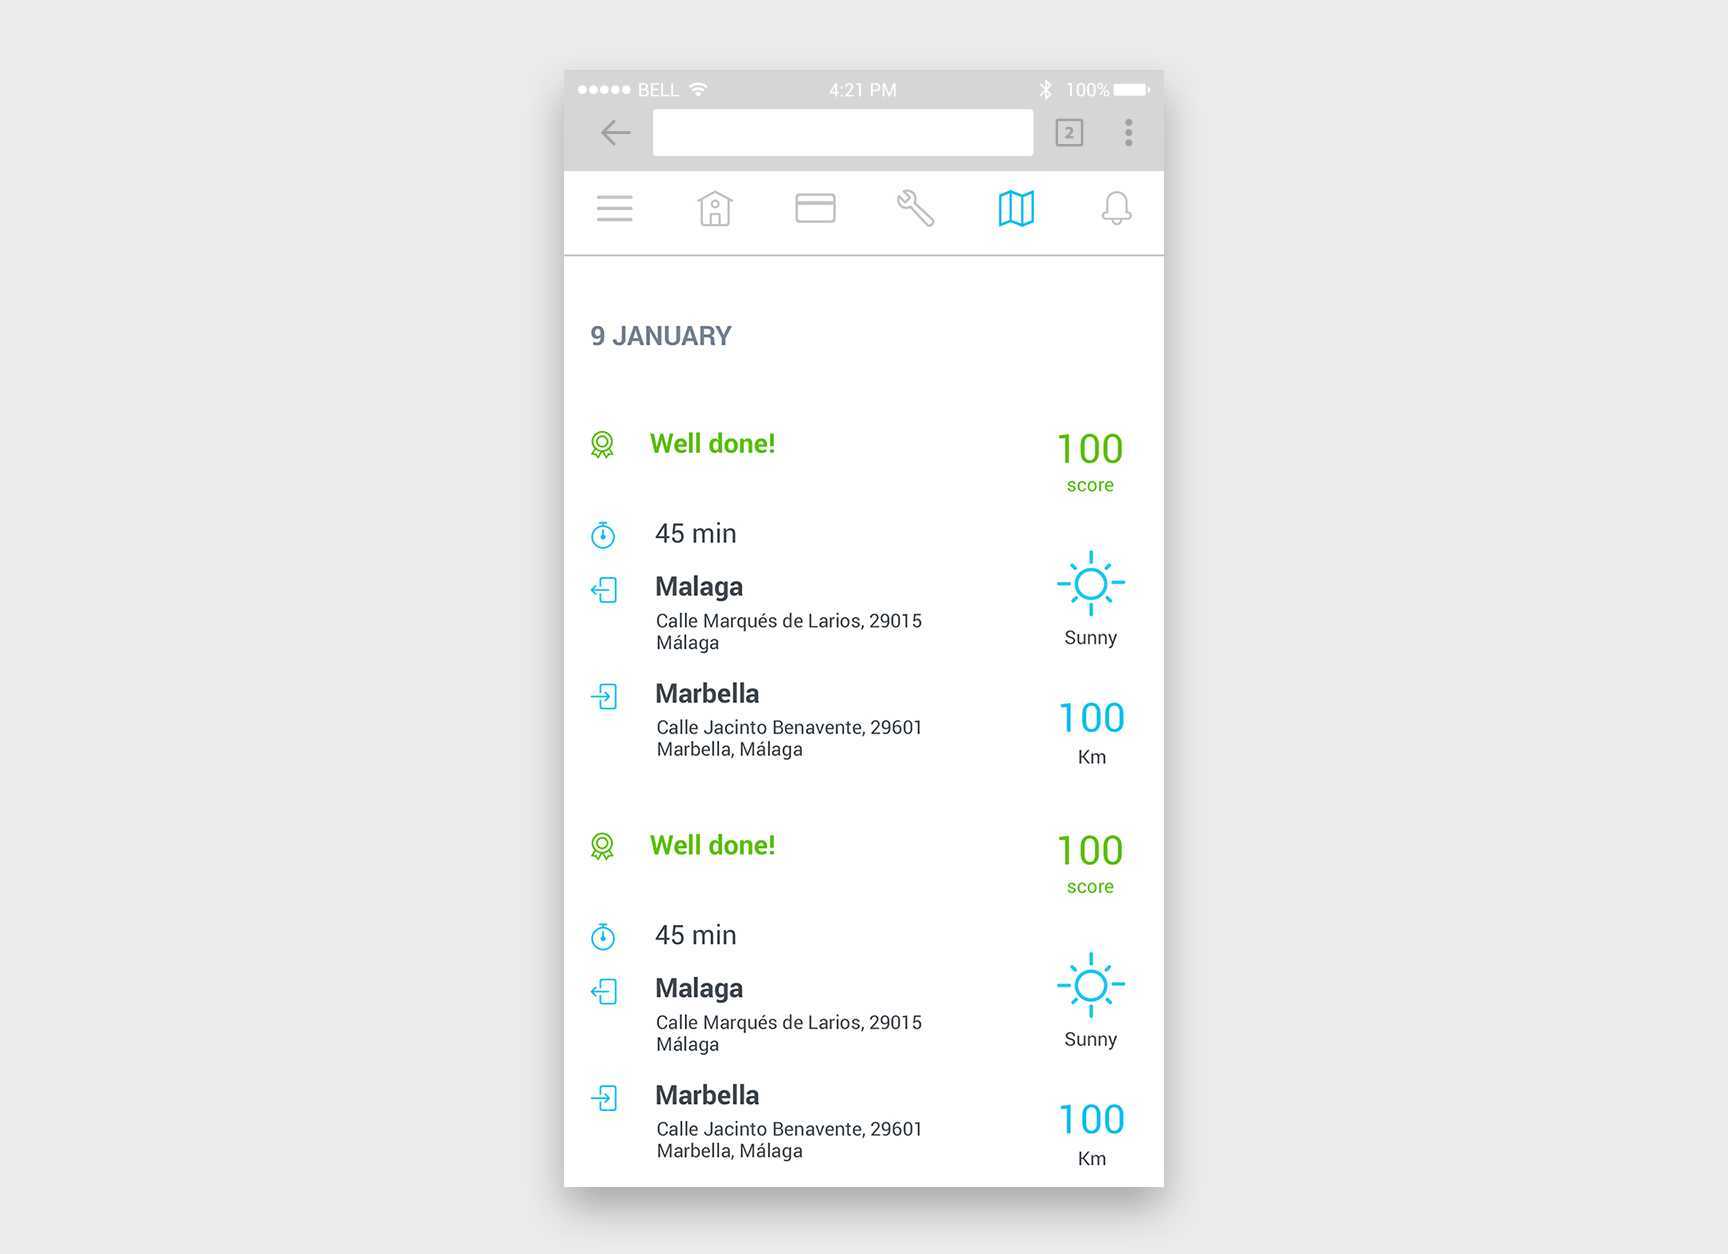 BELL 4:21 PM 100%
2
9 JANUARY
Well done!
100
score
45 min
Malaga
Calle Marqués de Larios, 29015
Málaga
Sunny
Marbella
Calle Jacinto Benavente, 29601
Marbella, Málaga
100
Km
Well done!
100
score
45 min
Malaga
Calle Marqués de Larios, 29015
Málaga
Sunny
Marbella
Calle Jacinto Benavente, 29601
Marbella, Málaga
100
Km